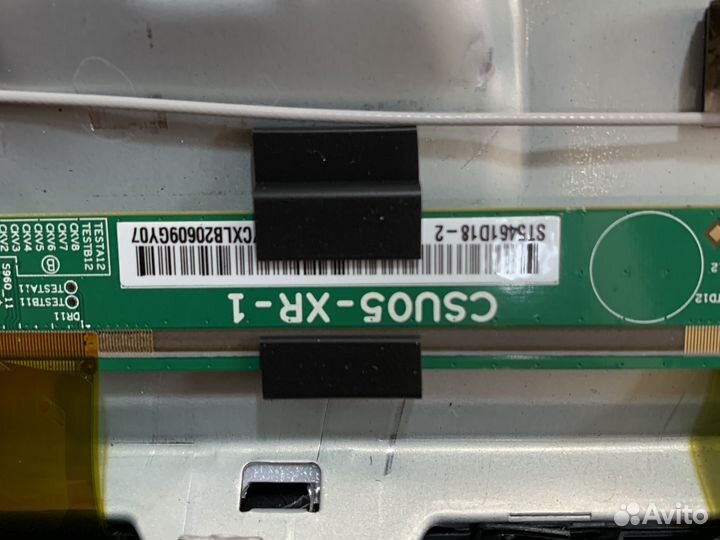 CSU05-XR-1
ST5461D18-2
CXLB20609GY07
DR11
TESTB11
TESTA11
TESTB12
TESTA12
CKV8
CKV7
CKV6
CKV5
CKV4
CKV3
CKV2
Avito